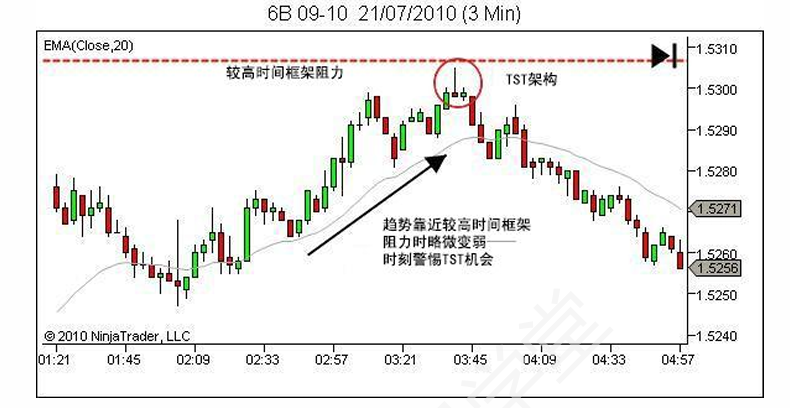 6B 09-10 21/07/2010 (3 Min)
EMA(Close,20)
较高时间框架阻力
TST架构
趋势靠近较高时间框架
阻力时略微变弱
时刻警惕TST机会
1.5310
1.5300
1.5290
1.5280
1.5271
1.5260
1.5256
1.5250
1.5240
© 2010 NinjaTrader, LLC
01:21 01:45 02:09 02:33 02:57 03:21 03:45 04:09 04:33 04:57
学堂